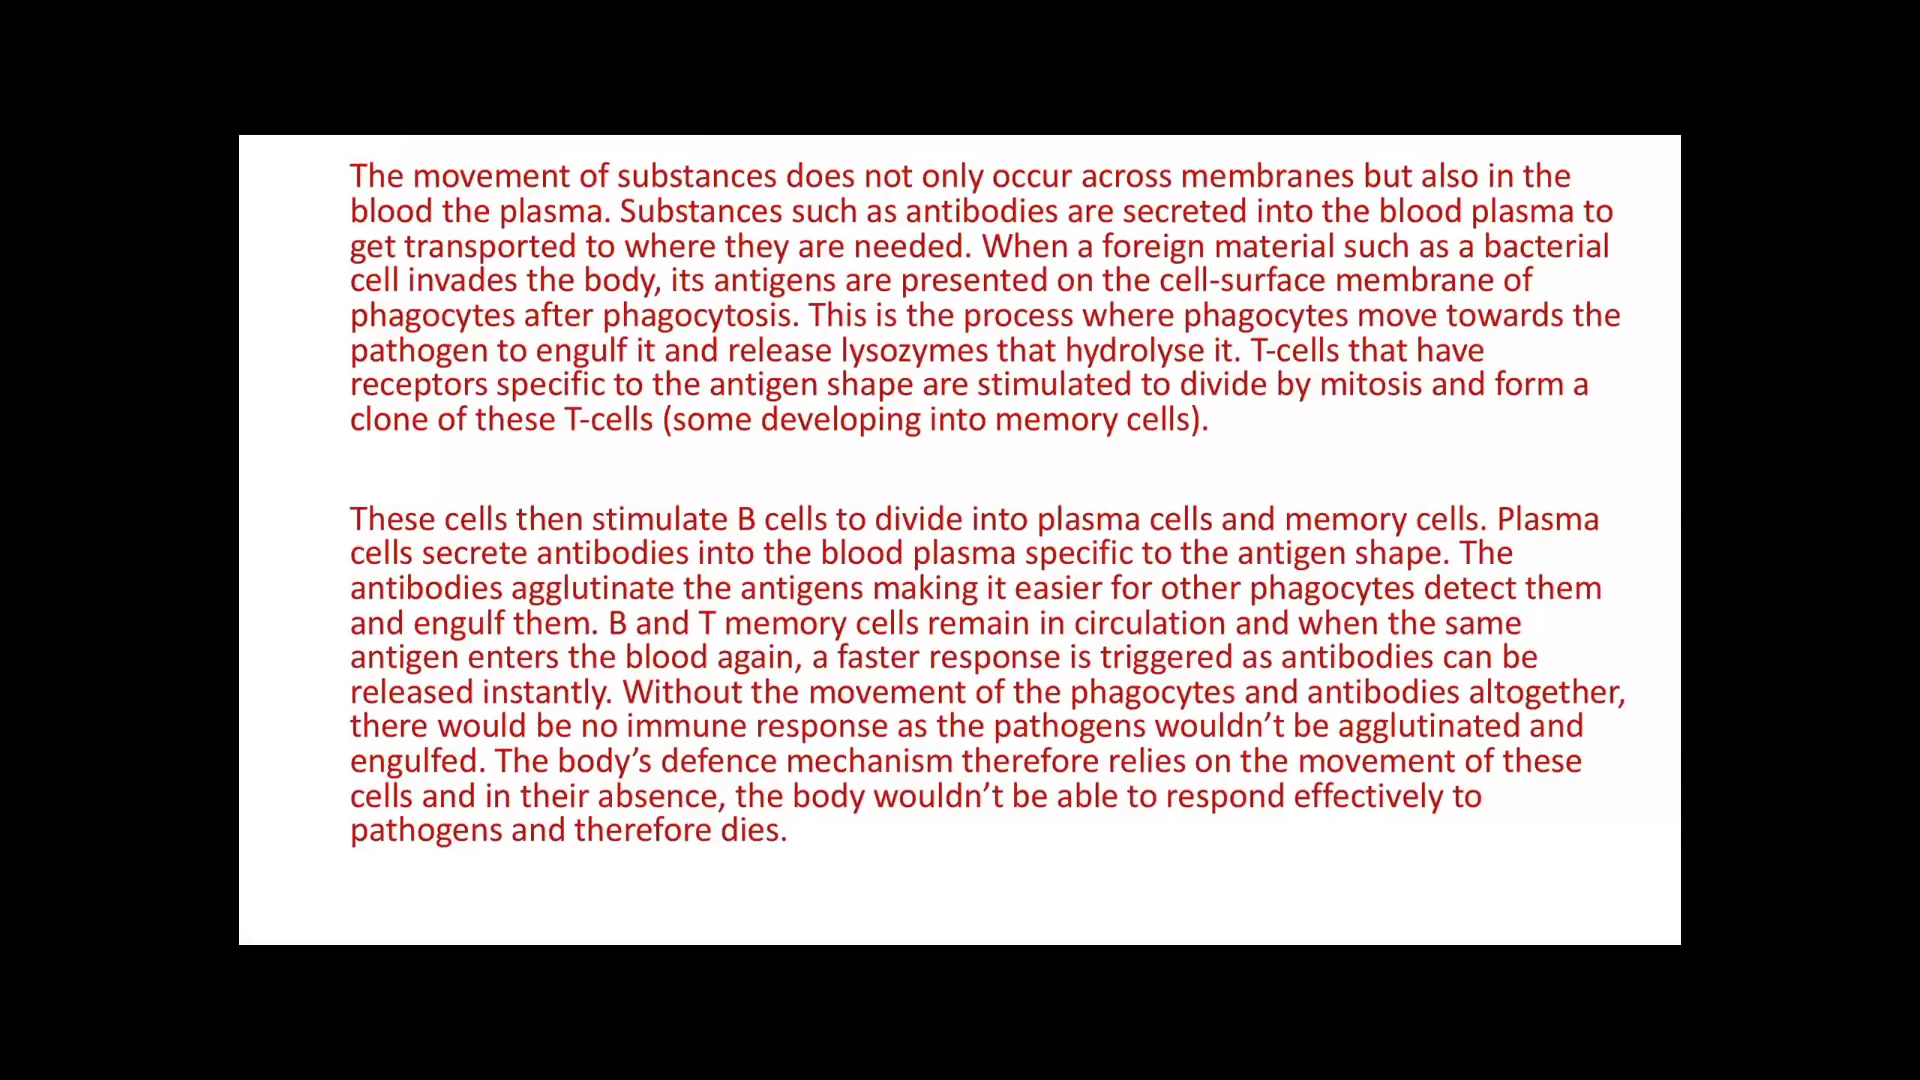 The movement of substances does not only occur across membranes but also in the
blood the plasma. Substances such as antibodies are secreted into the blood plasma to
get transported to where they are needed. When a foreign material such as a bacterial
cell invades the body, its antigens are presented on the cell-surface membrane of
phagocytes after phagocytosis. This is the process where phagocytes move towards the
pathogen to engulf it and release lysozymes that hydrolyse it. T-cells that have
receptors specific to the antigen shape are stimulated to divide by mitosis and form a
clone of these T-cells (some developing into memory cells).
These cells then stimulate B cells to divide into plasma cells and memory cells. Plasma
cells secrete antibodies into the blood plasma specific to the antigen shape. The
antibodies agglutinate the antigens making it easier for other phagocytes detect them
and engulf them. B and T memory cells remain in circulation and when the same
antigen enters the blood again, a faster response is triggered as antibodies can be
released instantly. Without the movement of the phagocytes and antibodies altogether,
there would be no immune response as the pathogens wouldn’t be agglutinated and
engulfed. The body’s defence mechanism therefore relies on the movement of these
cells and in their absence, the body wouldn’t be able to respond effectively to
pathogens and therefore dies.